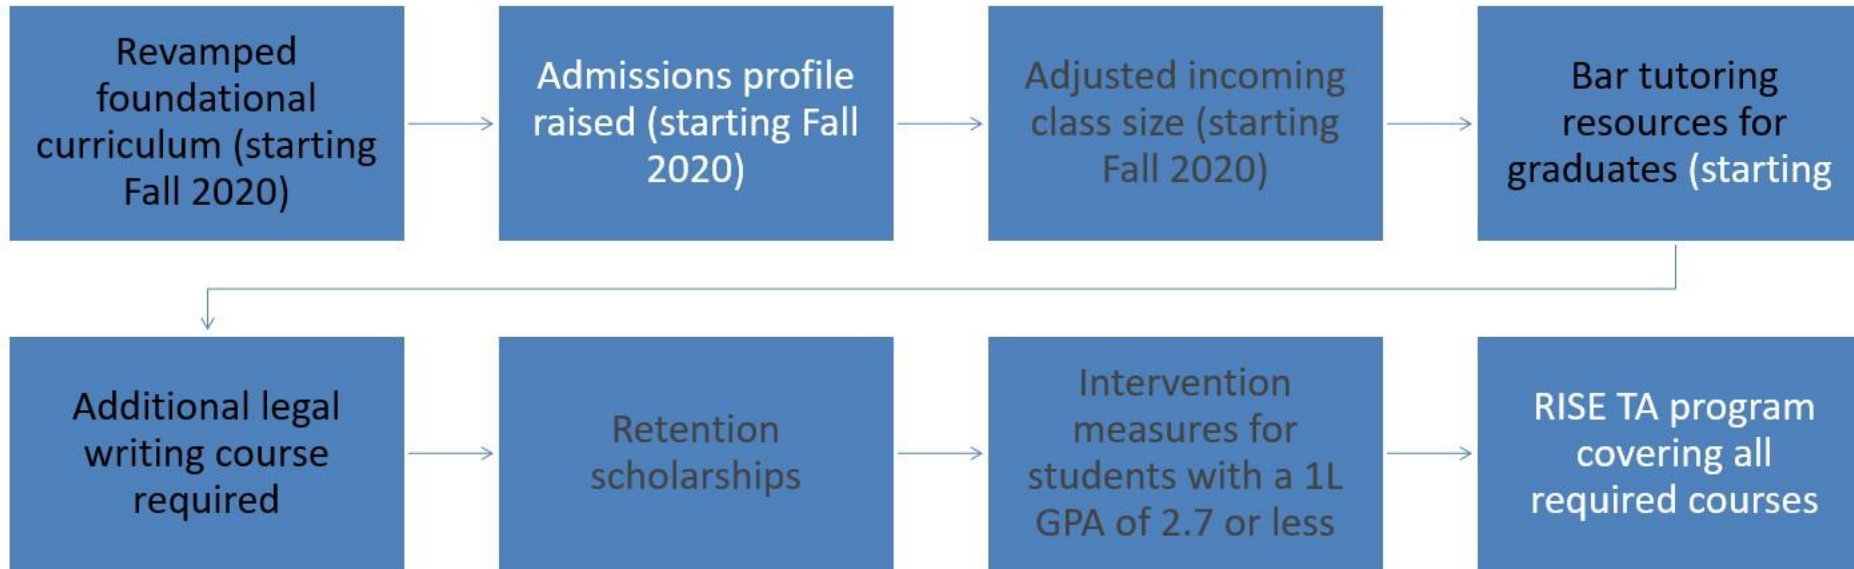 Revamped
foundational
curriculum (starting
Fall 2020)
Admissions profile
raised (starting Fall
2020)
Adjusted incoming
class size (starting
Fall 2020)
Bar tutoring
resources for
graduates (starting
Additional legal
writing course
required
Retention
scholarships
Intervention
measures for
students with a 1L
GPA of 2.7 or less
RISE TA program
covering all
required courses